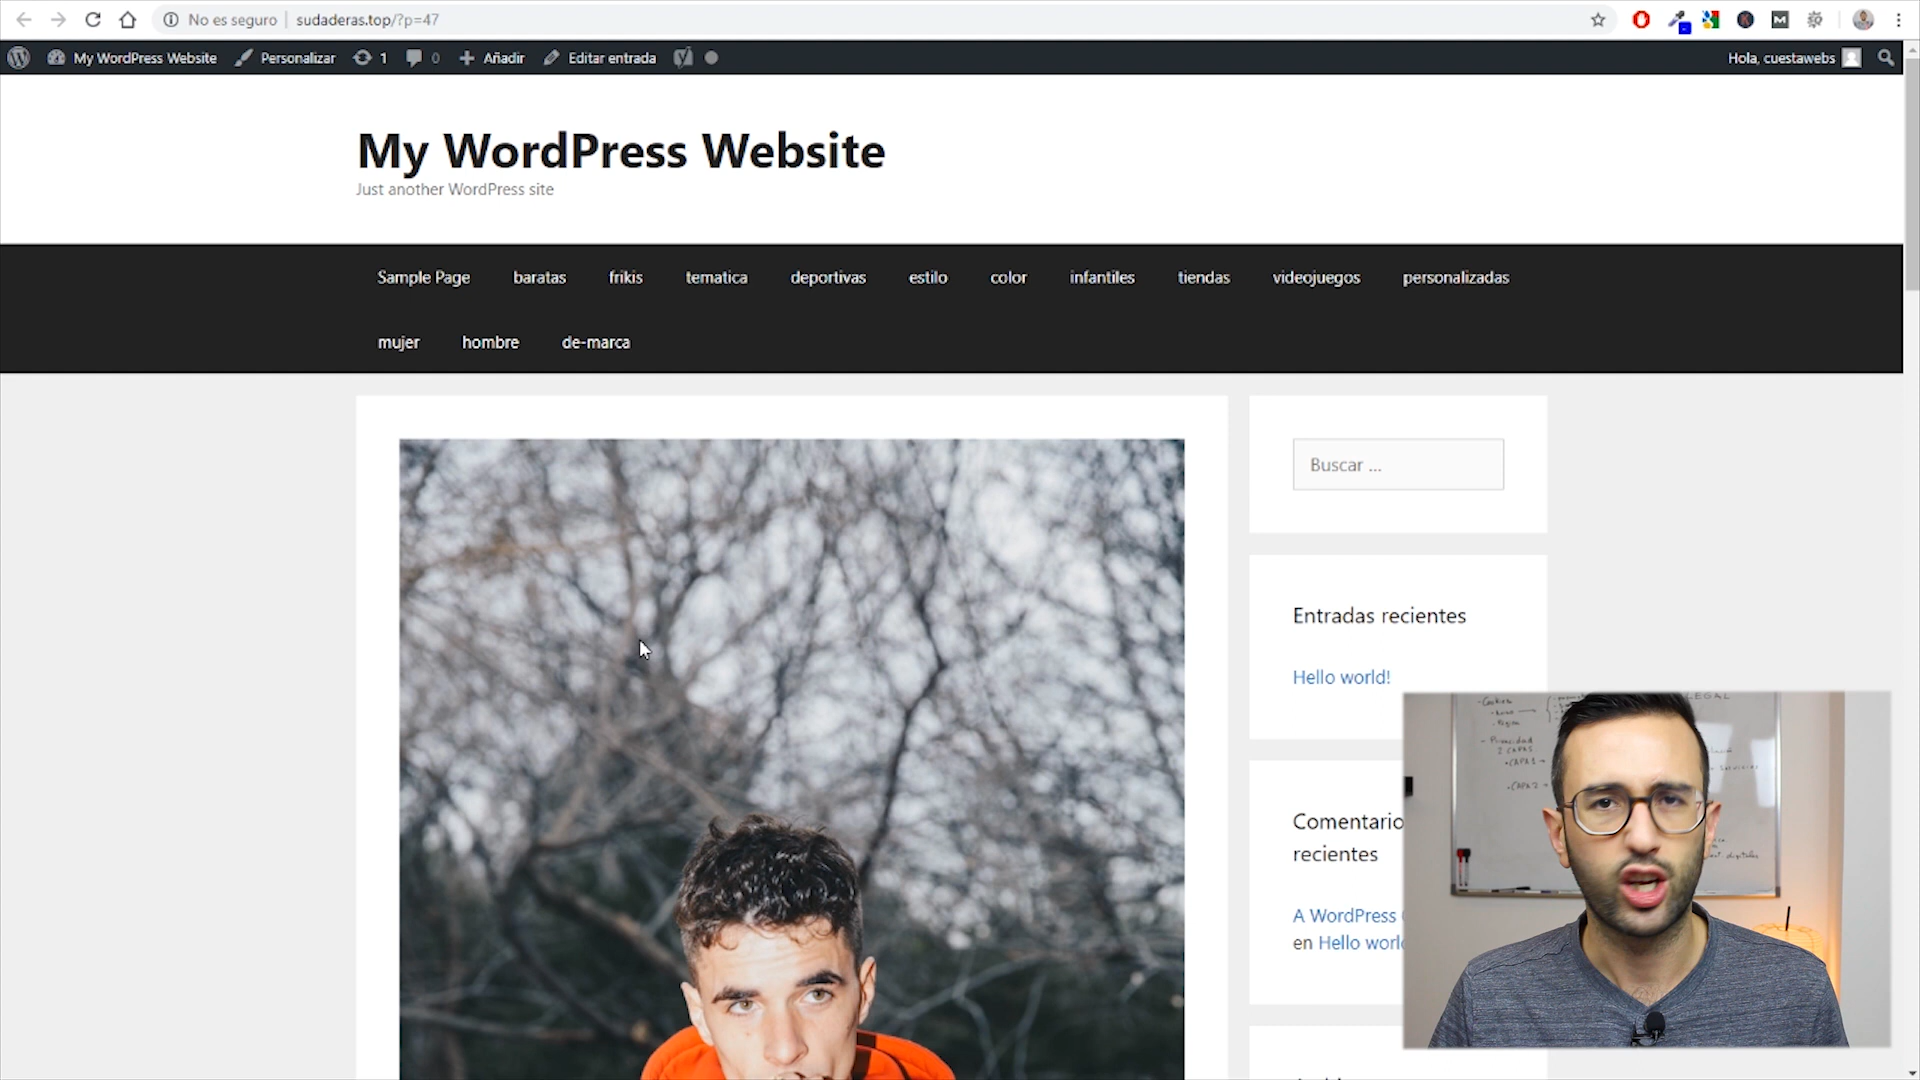 No es seguro | sudaderas.top/?p=47
My WordPress Website Personalizar 1 0 Añadir Editar entrada Hola, cuestawebs
My WordPress Website
Just another WordPress site
Sample Page baratas frikis tematica deportivas estilo color infantiles tiendas videojuegos personalizadas
mujer hombre de-marca
Buscar ...
Entradas recientes
Hello world!
Comentario
recientes
A WordPress
en Hello worl
LEGAL